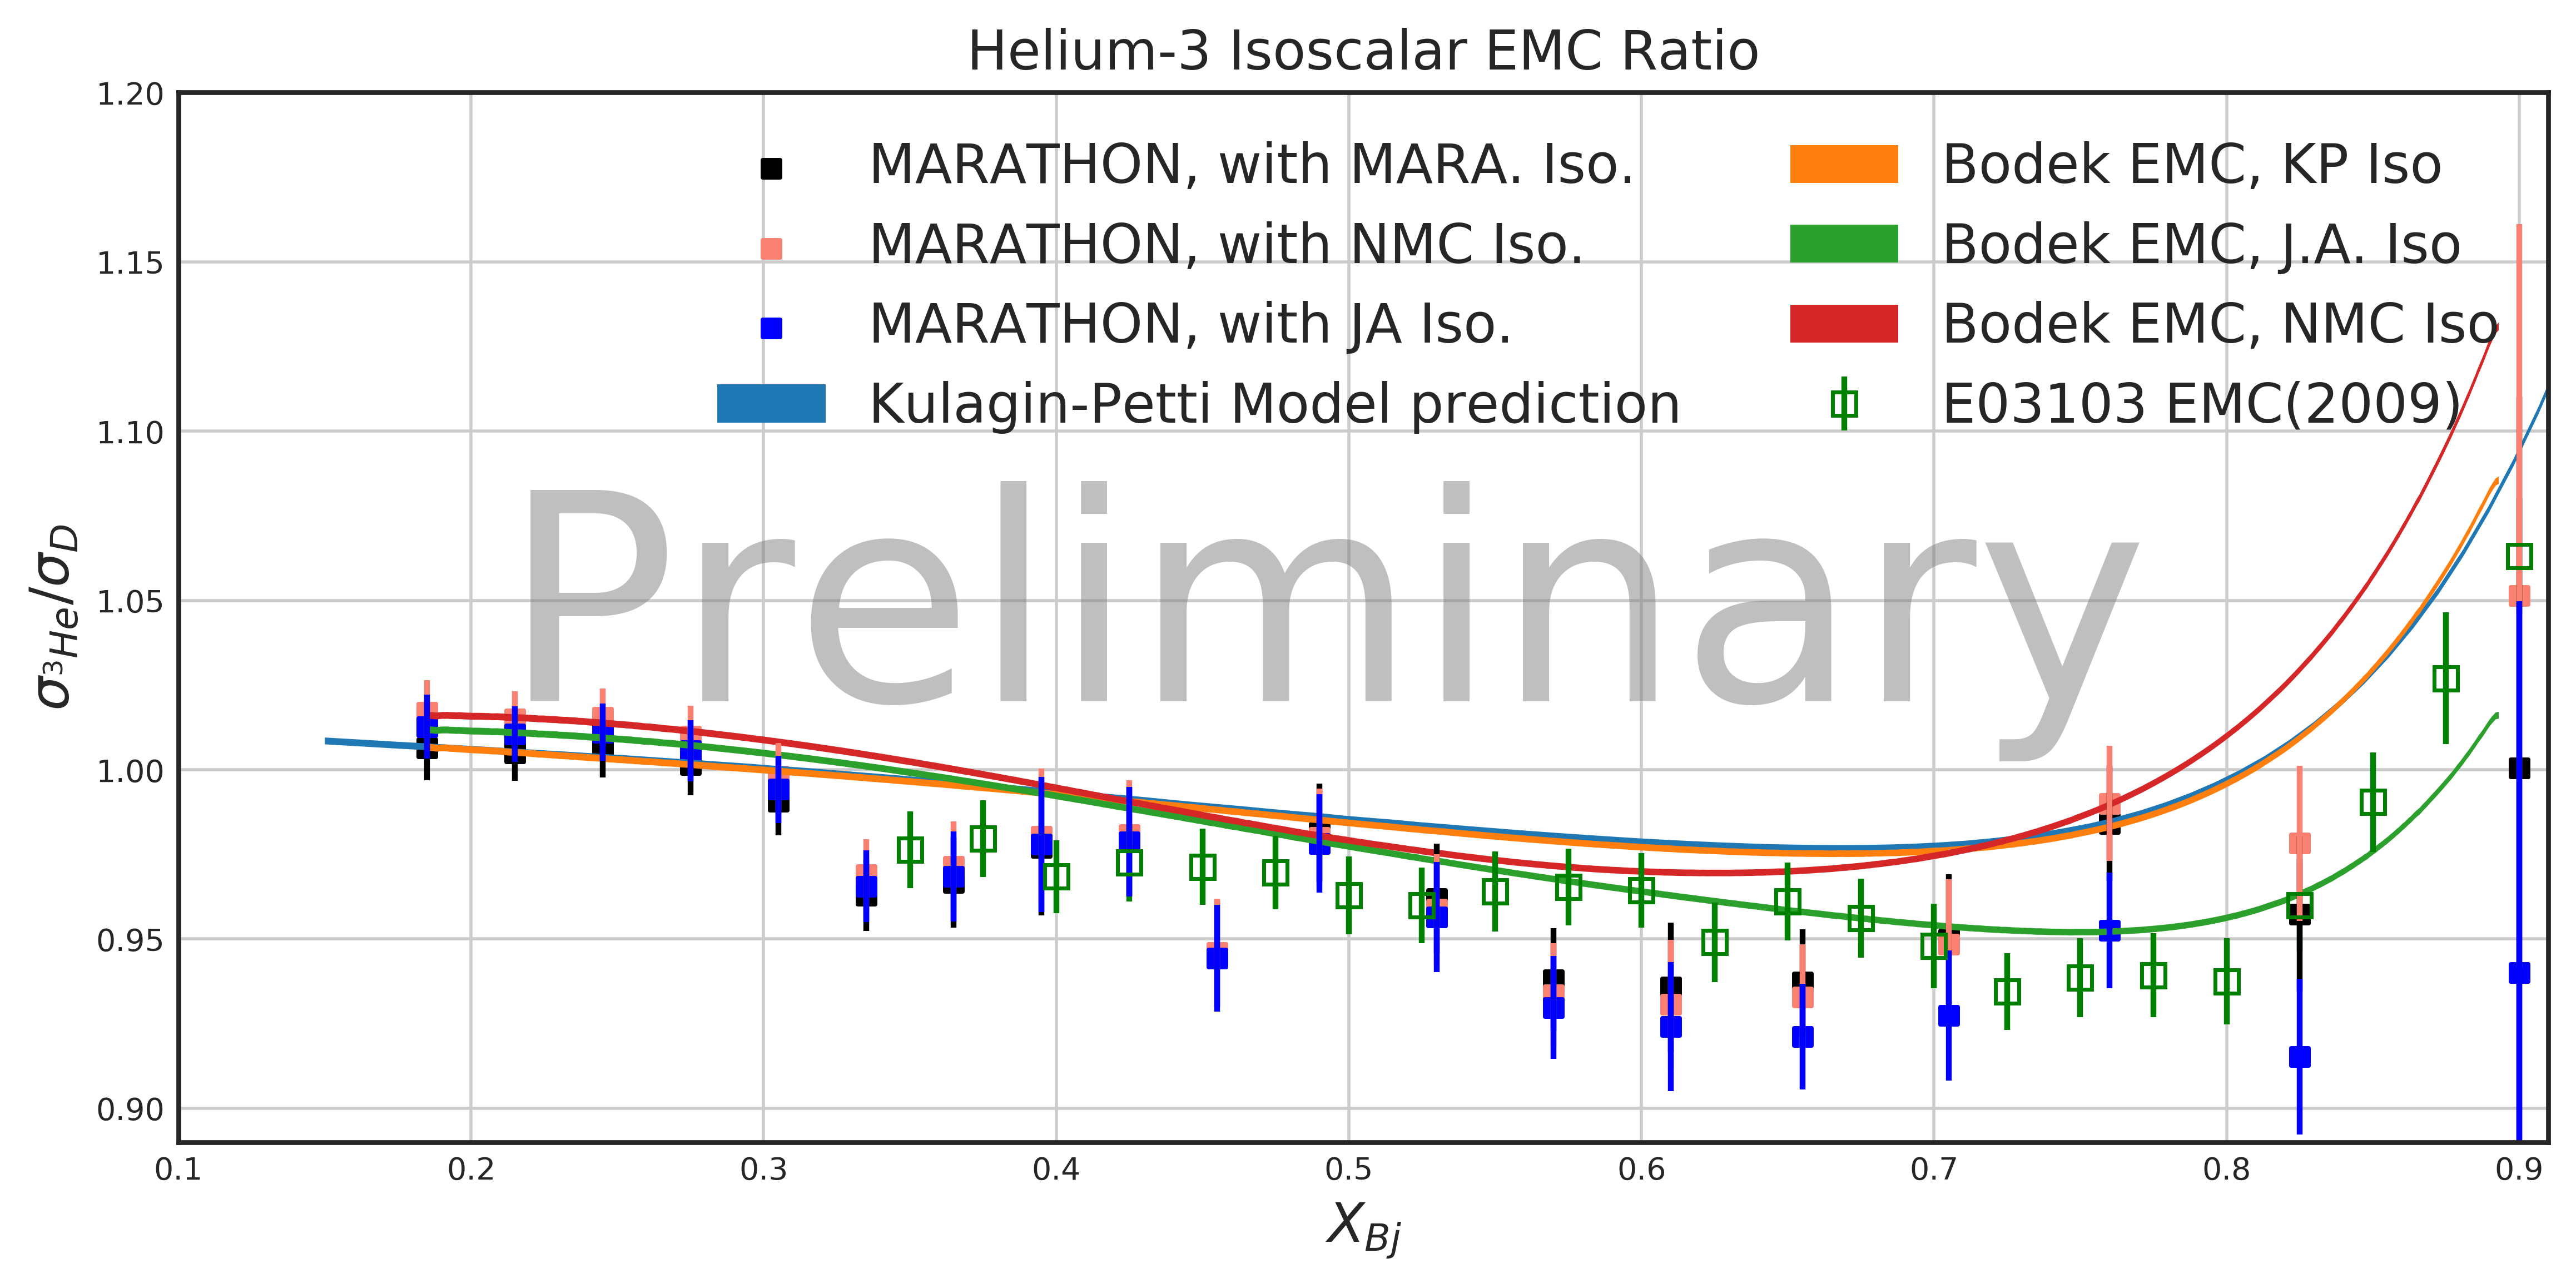 Helium-3 Isoscalar EMC Ratio
1.20
1.15
1.10
1.05
1.00
0.95
0.90
σ³He/σD
MARATHON, with MARA. Iso.
MARATHON, with NMC Iso.
MARATHON, with JA Iso.
Kulagin-Petti Model prediction
Bodek EMC, KP Iso
Bodek EMC, J.A. Iso
Bodek EMC, NMC Iso
E03103 EMC(2009)
Preliminary
0.1 0.2 0.3 0.4 0.5 0.6 0.7 0.8 0.9
XBj